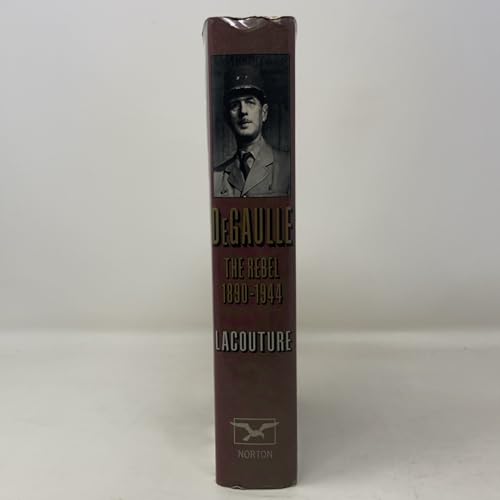 DeGAULLE
THE REBEL
1890-1944
LACOUTURE
NORTON